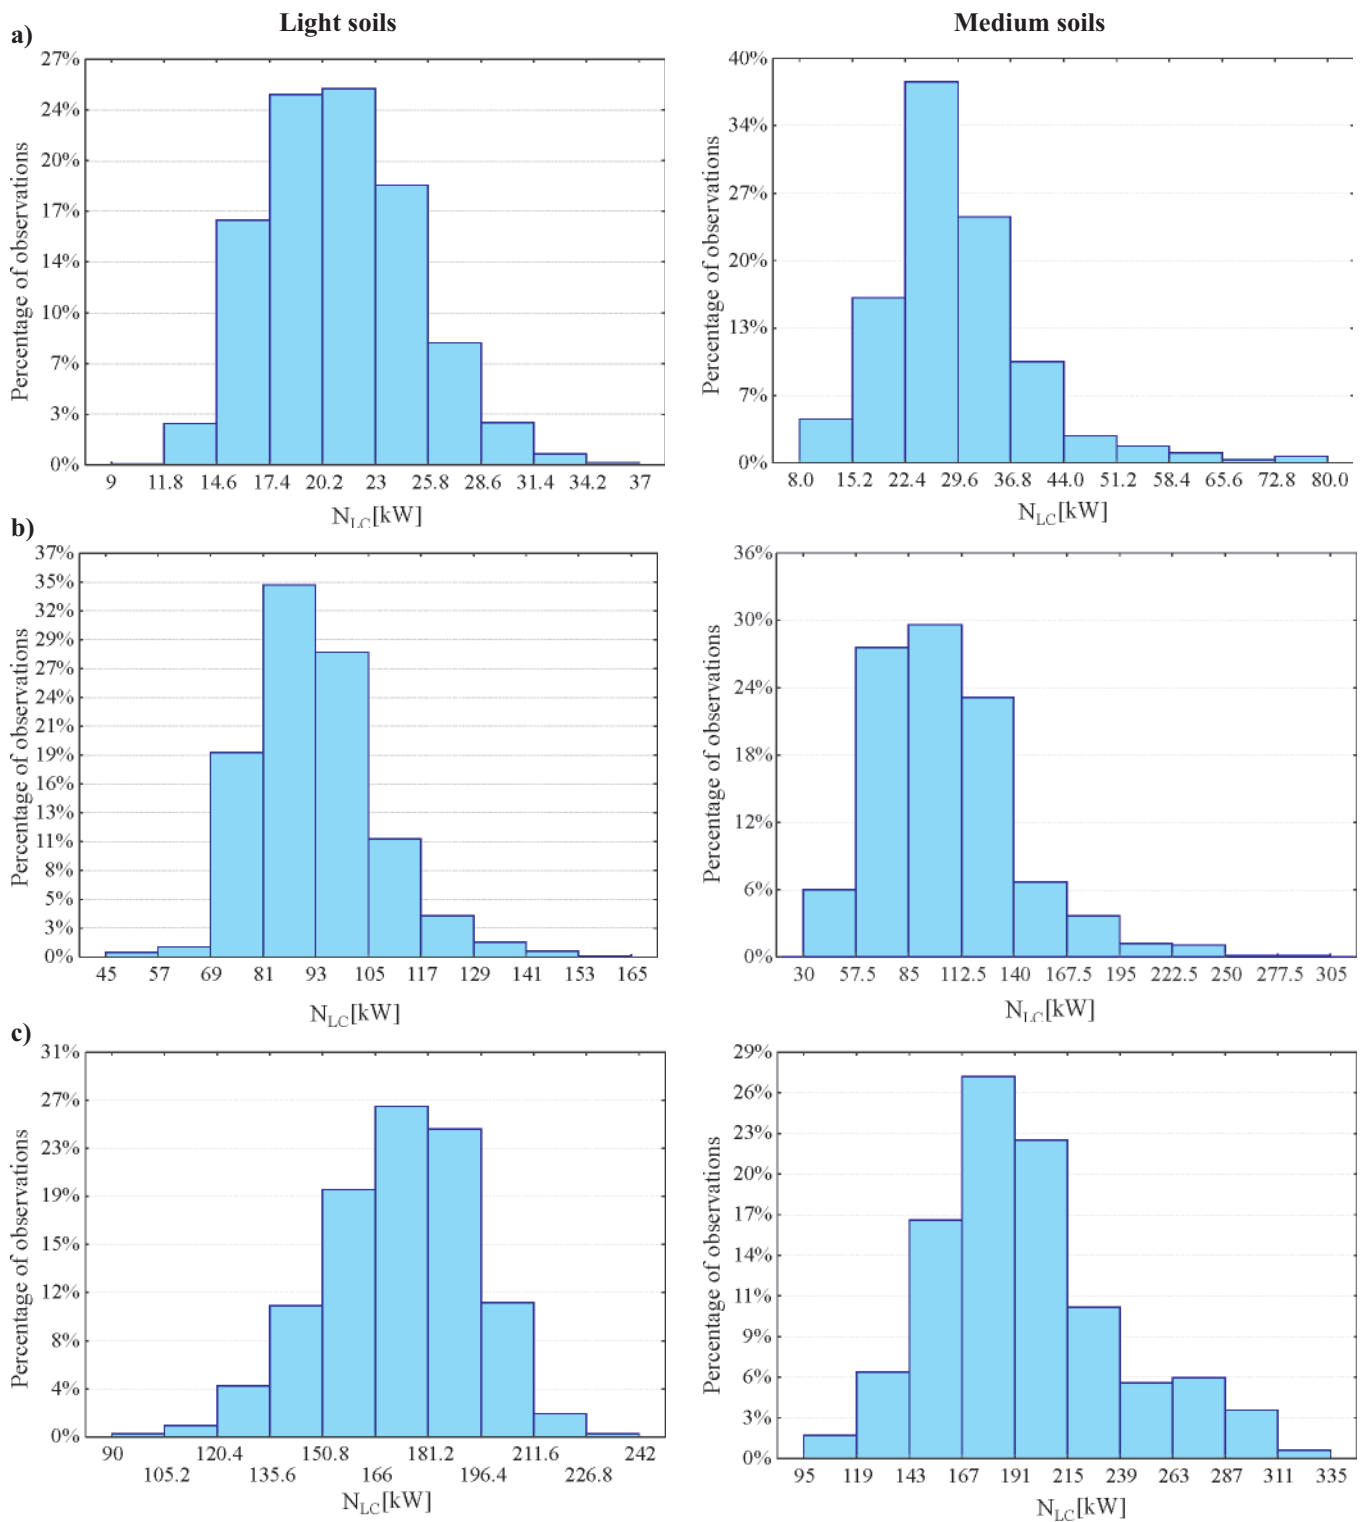 Light soils
Medium soils
a)
27%
24%
20%
17%
14%
10%
7%
3%
0%
Percentage of observations
9 11.8 14.6 17.4 20.2 23 25.8 28.6 31.4 34.2 37
N_LC[kW]
40%
34%
27%
20%
13%
7%
0%
Percentage of observations
8.0 15.2 22.4 29.6 36.8 44.0 51.2 58.4 65.6 72.8 80.0
N_LC[kW]
b)
37%
35%
32%
29%
27%
24%
21%
19%
16%
13%
11%
8%
5%
3%
0%
Percentage of observations
45 57 69 81 93 105 117 129 141 153 165
N_LC[kW]
36%
30%
24%
18%
12%
6%
0%
Percentage of observations
30 57.5 85 112.5 140 167.5 195 222.5 250 277.5 305
N_LC[kW]
c)
31%
27%
23%
19%
15%
12%
8%
4%
0%
Percentage of observations
90 120.4 150.8 181.2 211.6 242
105.2 135.6 166 196.4 226.8
N_LC[kW]
29%
26%
23%
20%
17%
14%
11%
9%
6%
3%
0%
Percentage of observations
95 119 143 167 191 215 239 263 287 311 335
N_LC[kW]